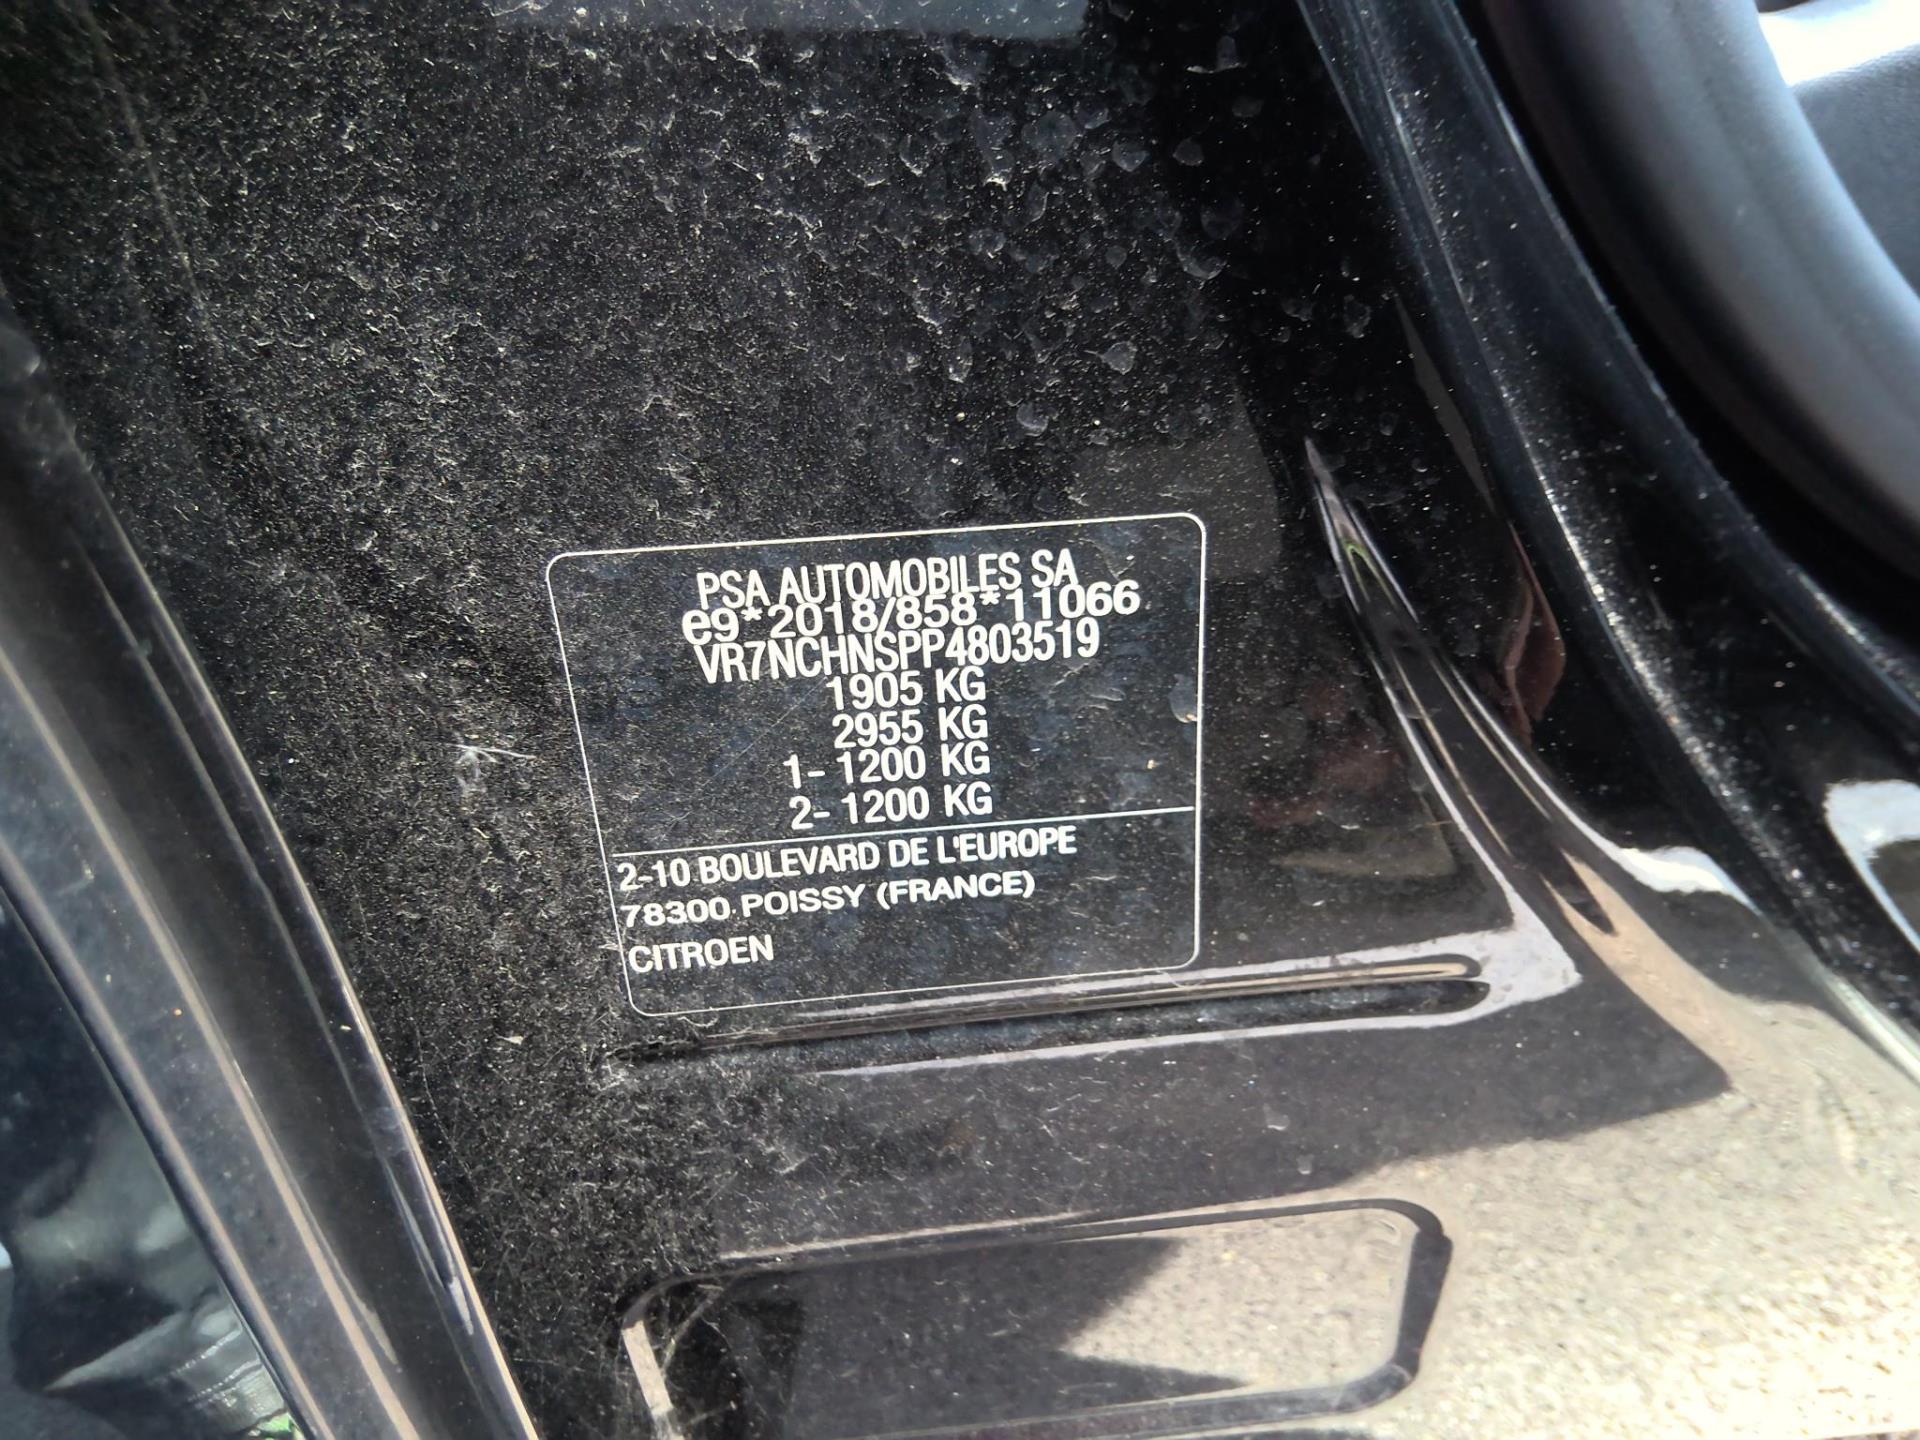 PSA AUTOMOBILES SA
e9*2018/858*11066
VR7NCHNSPP4803519
1905 KG
2955 KG
1- 1200 KG
2- 1200 KG
2-10 BOULEVARD DE L'EUROPE
78300 POISSY (FRANCE)
CITROEN